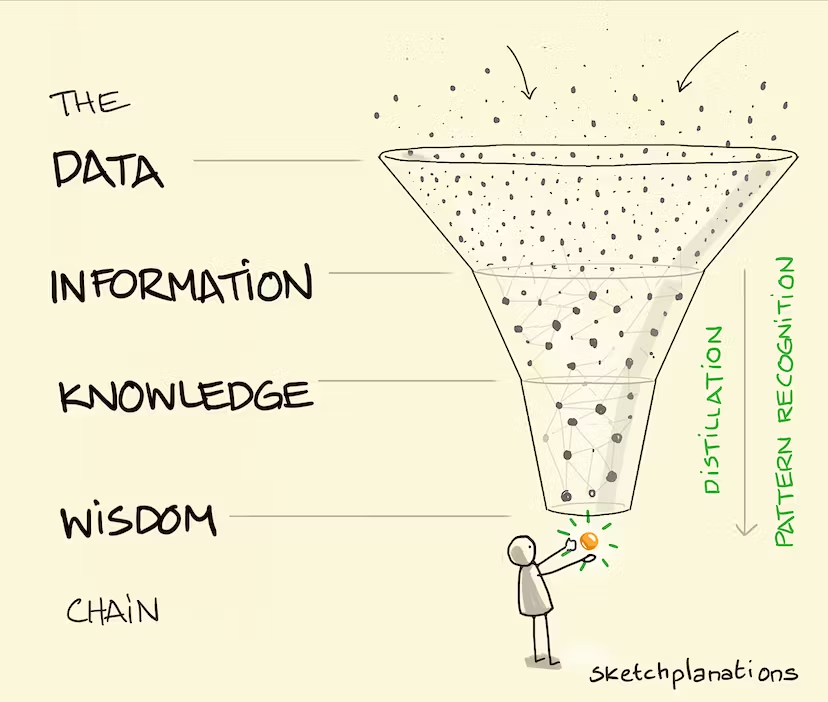 THE
DATA
INFORMATION
KNOWLEDGE
WISDOM
CHAIN
DISTILLATION
PATTERN RECOGNITION
sketchplanations